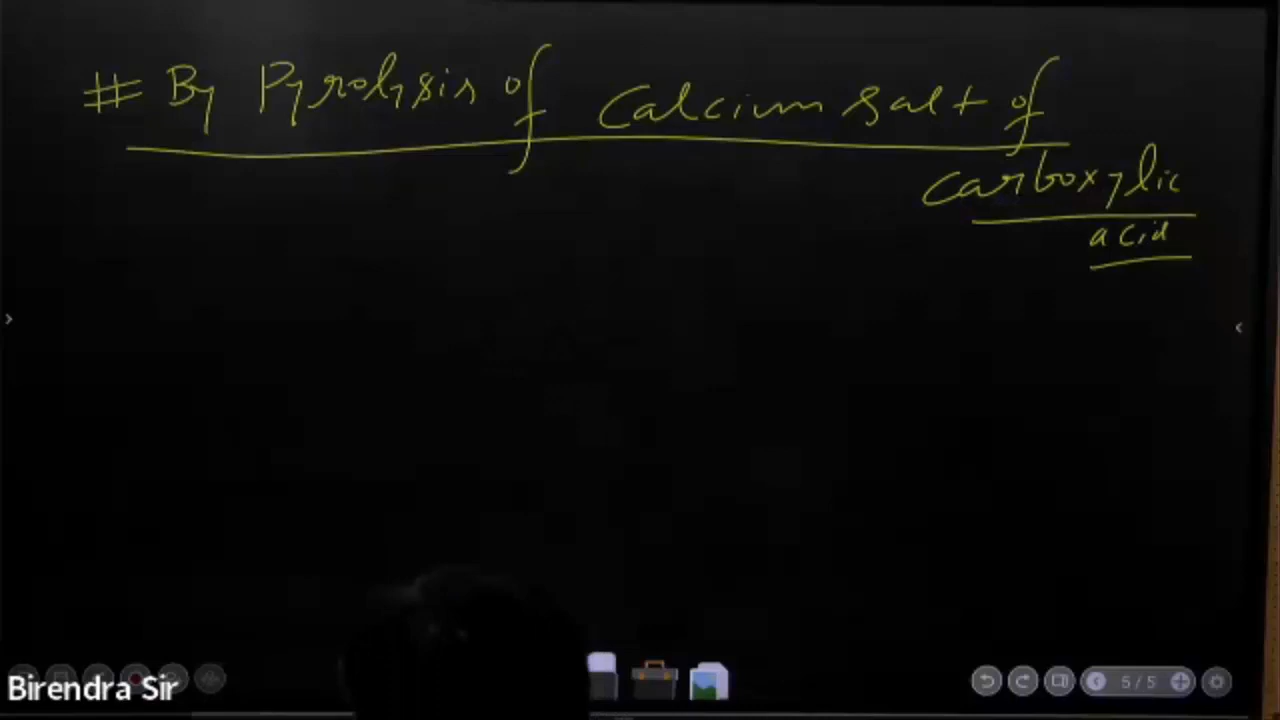 # By Pyrolysis of Calcium salt of
carboxylic
acid
Birendra Sir
5/5